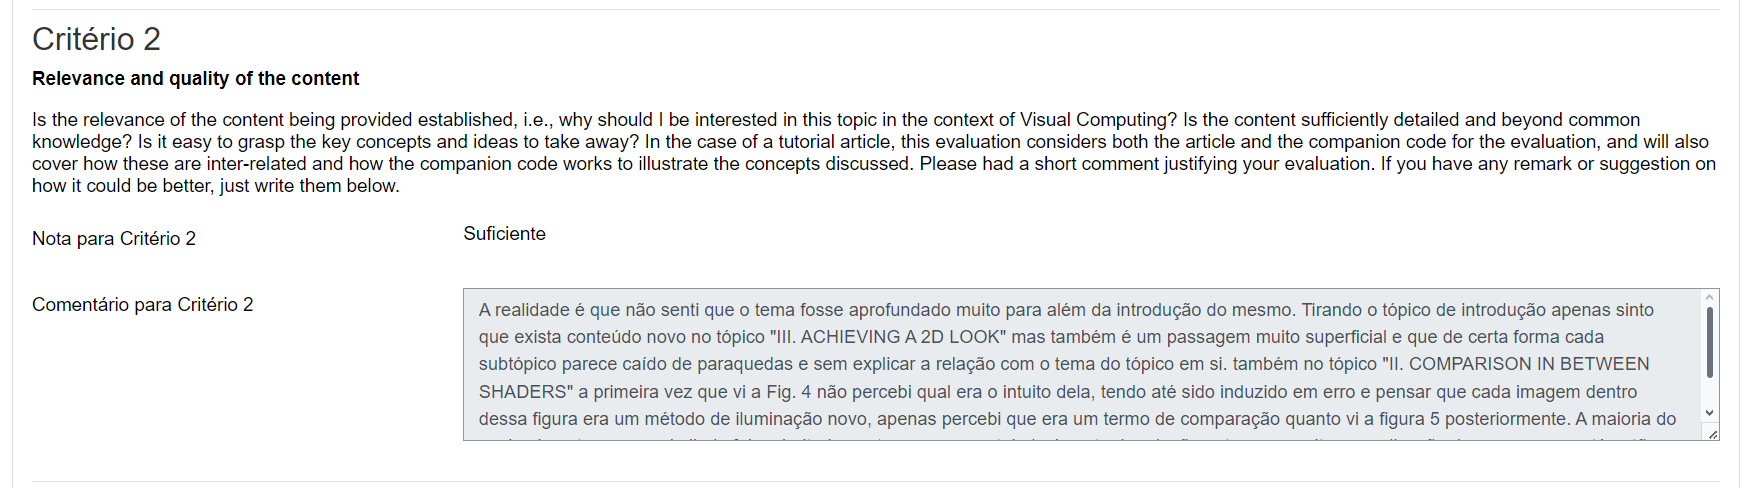 Critério 2
Relevance and quality of the content
Is the relevance of the content being provided established, i.e., why should I be interested in this topic in the context of Visual Computing? Is the content sufficiently detailed and beyond common
knowledge? Is it easy to grasp the key concepts and ideas to take away? In the case of a tutorial article, this evaluation considers both the article and the companion code for the evaluation, and will also
cover how these are inter-related and how the companion code works to illustrate the concepts discussed. Please had a short comment justifying your evaluation. If you have any remark or suggestion on
how it could be better, just write them below.
Nota para Critério 2
Suficiente
Comentário para Critério 2
A realidade é que não senti que o tema fosse aprofundado muito para além da introdução do mesmo. Tirando o tópico de introdução apenas sinto
que exista conteúdo novo no tópico "III. ACHIEVING A 2D LOOK" mas também é um passagem muito superficial e que de certa forma cada
subtópico parece caído de paraquedas e sem explicar a relação com o tema do tópico em si. também no tópico "II. COMPARISON IN BETWEEN
SHADERS" a primeira vez que vi a Fig. 4 não percebi qual era o intuito dela, tendo até sido induzido em erro e pensar que cada imagem dentro
dessa figura era um método de iluminação novo, apenas percebi que era um termo de comparação quanto vi a figura 5 posteriormente. A maioria do